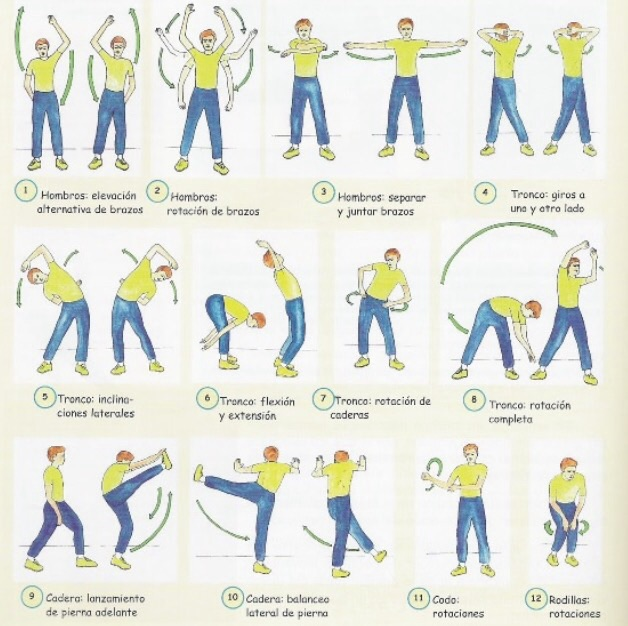 1 Hombros: elevación
alternativa de brazos
2 Hombros:
rotación de brazos
3 Hombros: separar
y juntar brazos
4 Tronco: giros a
uno y otro lado
5 Tronco: inclina-
ciones laterales
6 Tronco: flexión
y extensión
7 Tronco: rotación de
caderas
8 Tronco: rotación
completa
9 Cadera: lanzamiento
de pierna adelante
10 Cadera: balanceo
lateral de pierna
11 Codo:
rotaciones
12 Rodillas:
rotaciones